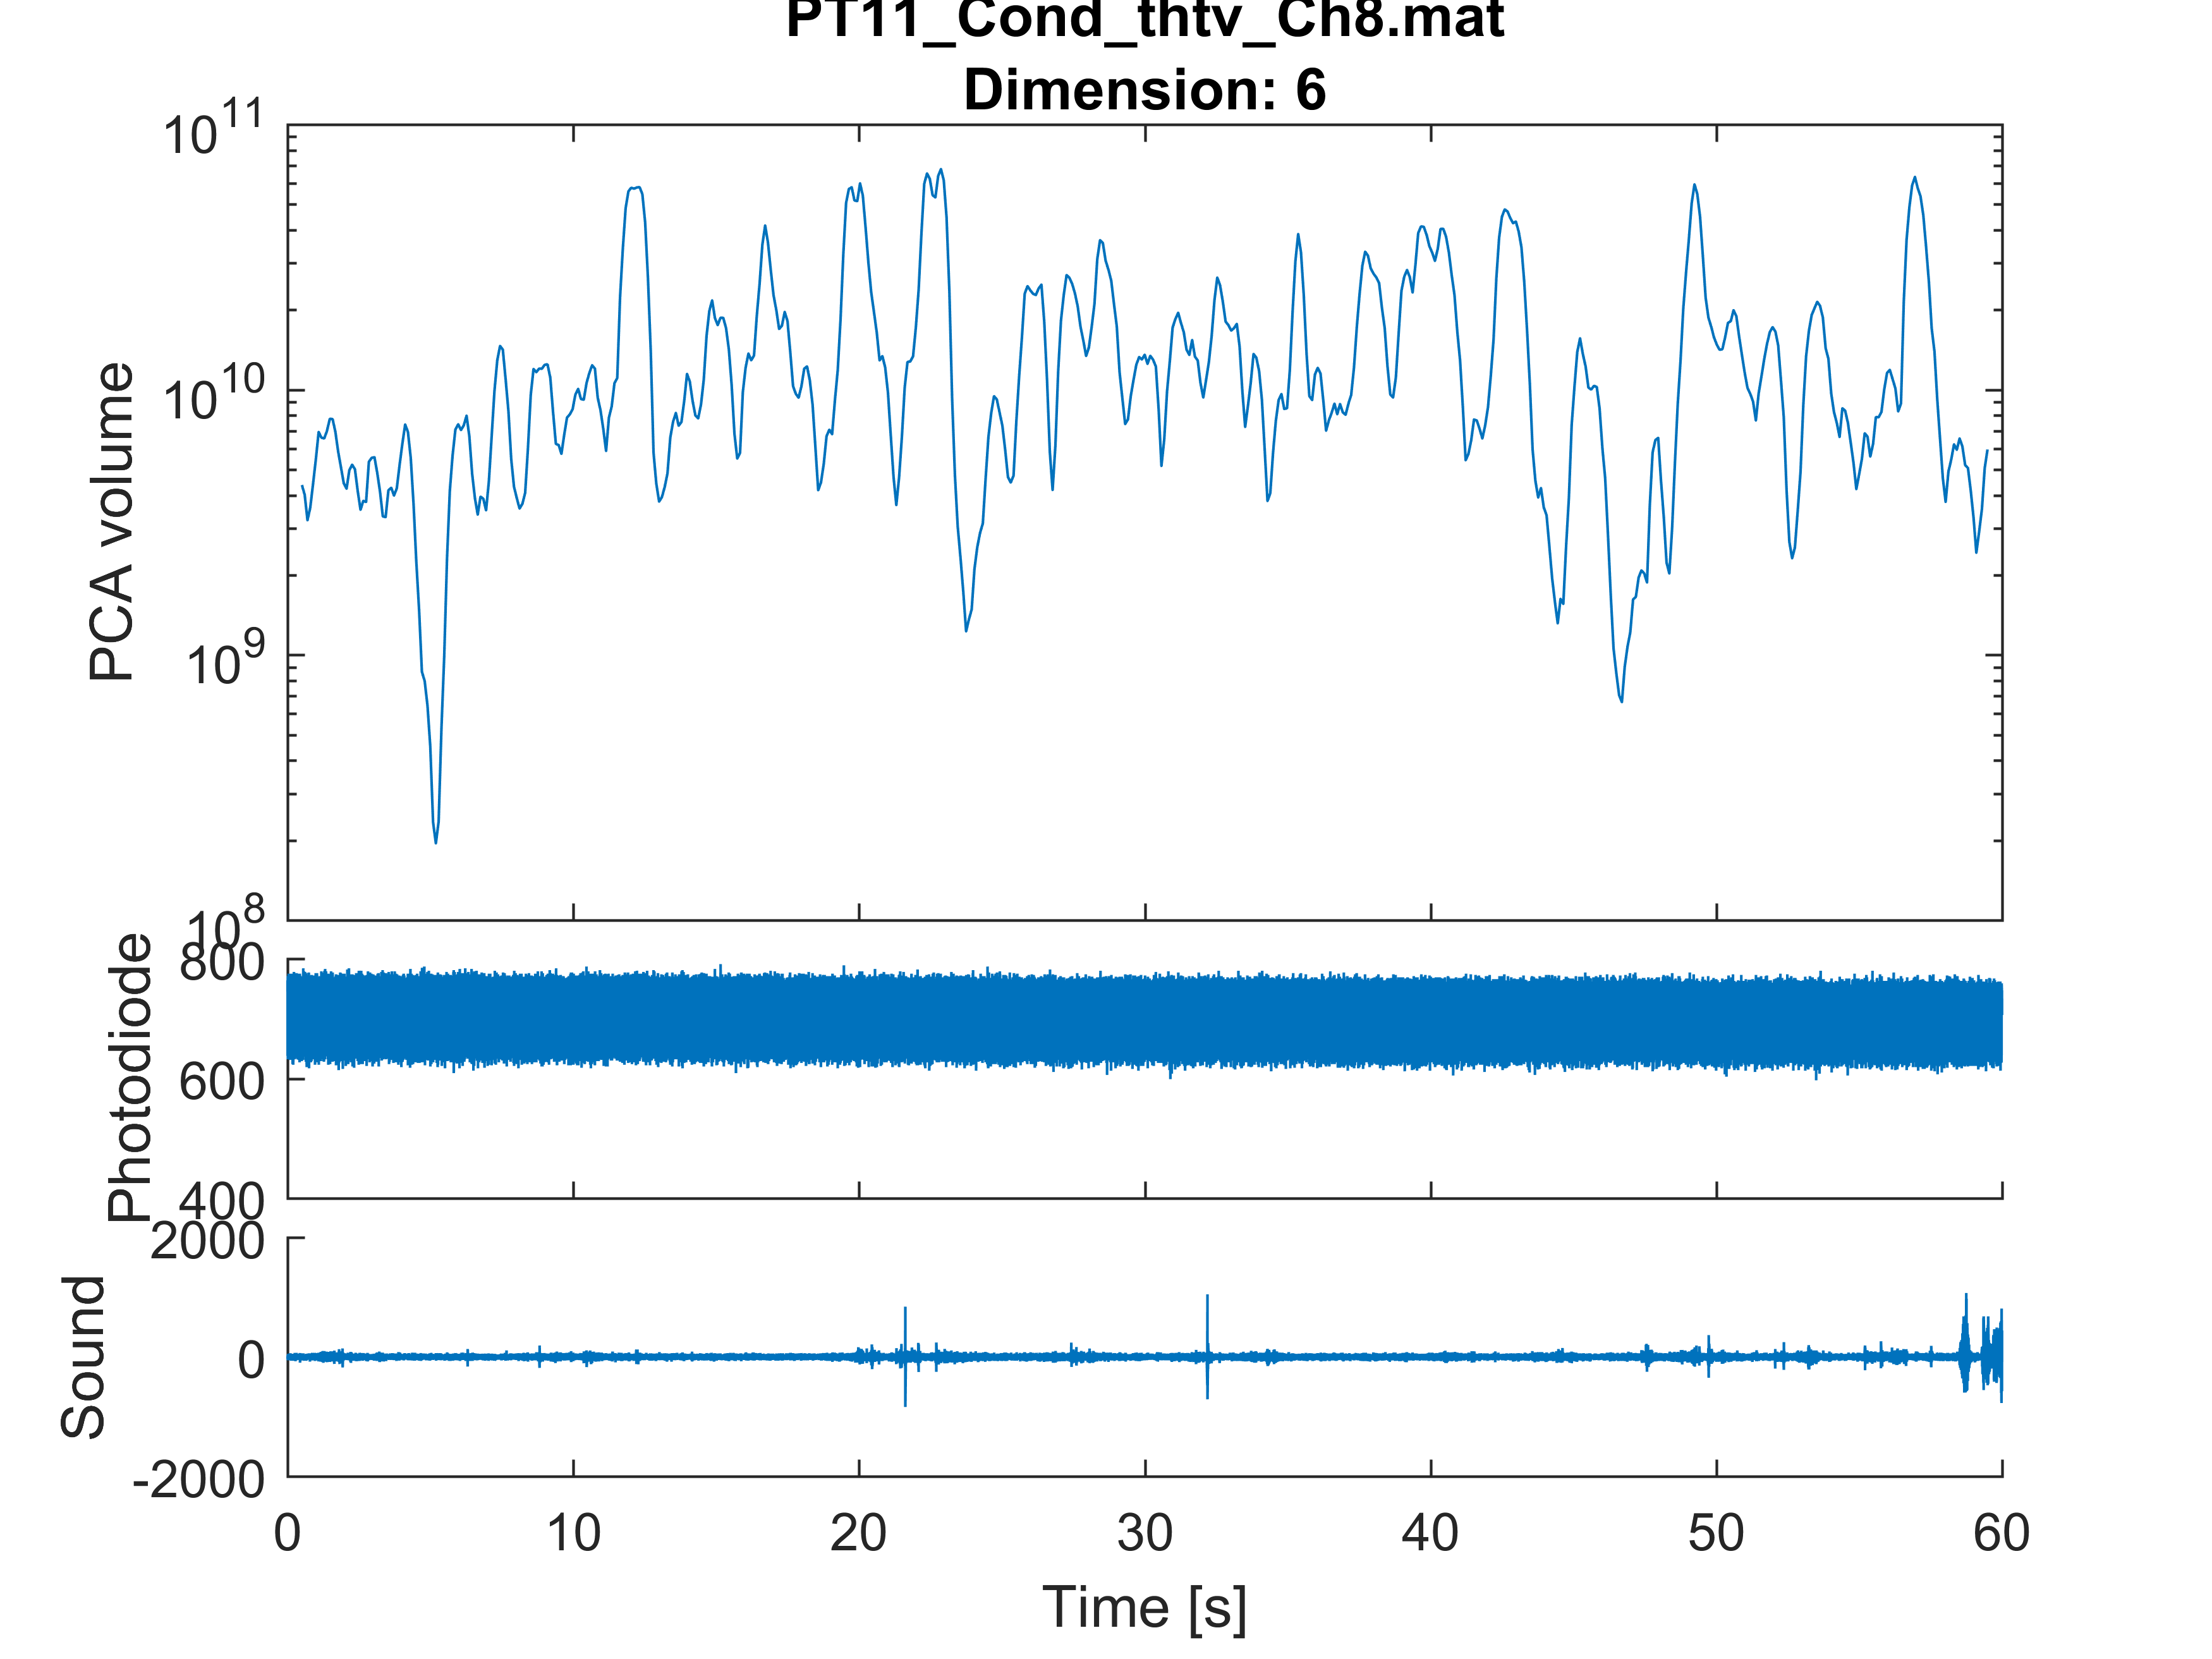 PT11_Cond_thtv_Ch8.mat
Dimension: 6
10^11
10^10
10^9
10^8
PCA volume
800
600
400
Photodiode
2000
0
-2000
Sound
0 10 20 30 40 50 60
Time [s]